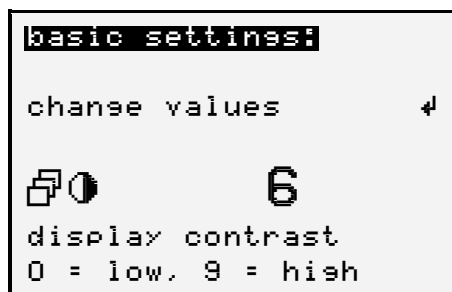 basic settings:
change values ↲
6
display contrast
0 = low, 9 = high